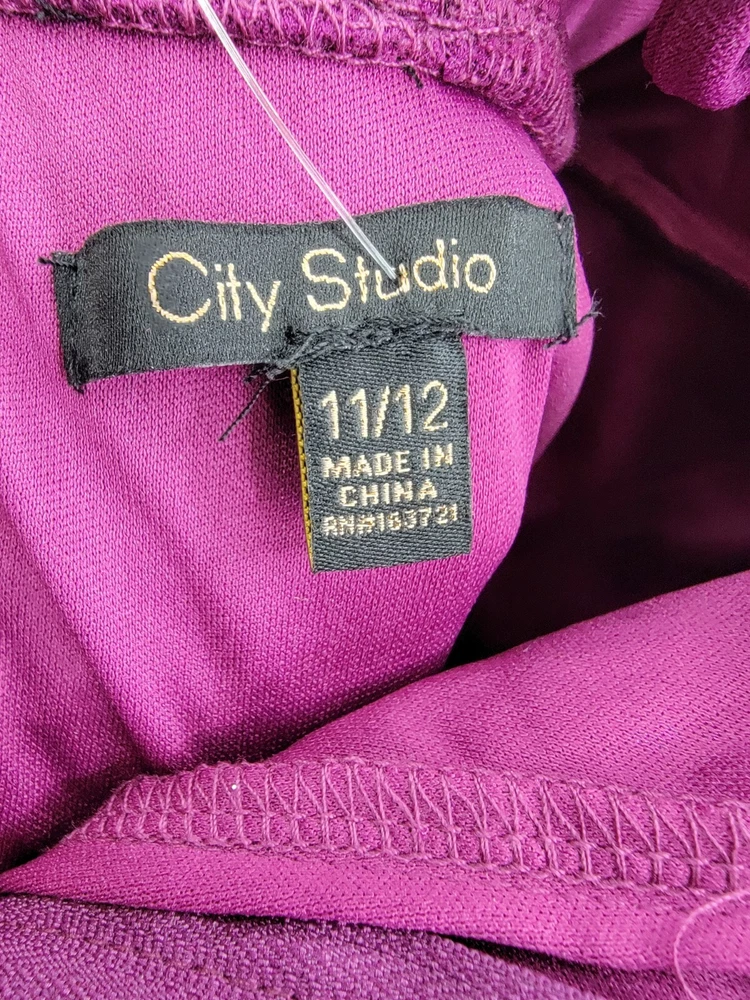 City Studio
11/12
MADE IN
CHINA
RN#163721